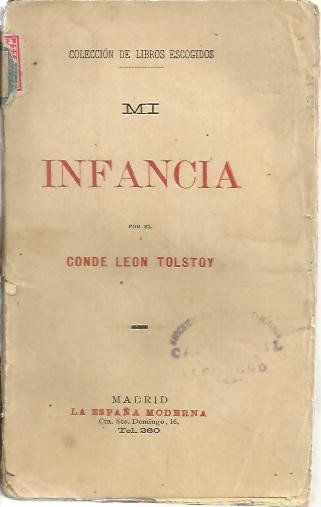 COLECCIÓN DE LIBROS ESCOGIDOS
MI
INFANCIA
POR EL
CONDE LEON TOLSTOY
MADRID
LA ESPAÑA MODERNA
Cta. Sto. Domingo, 16.
Tel. 260